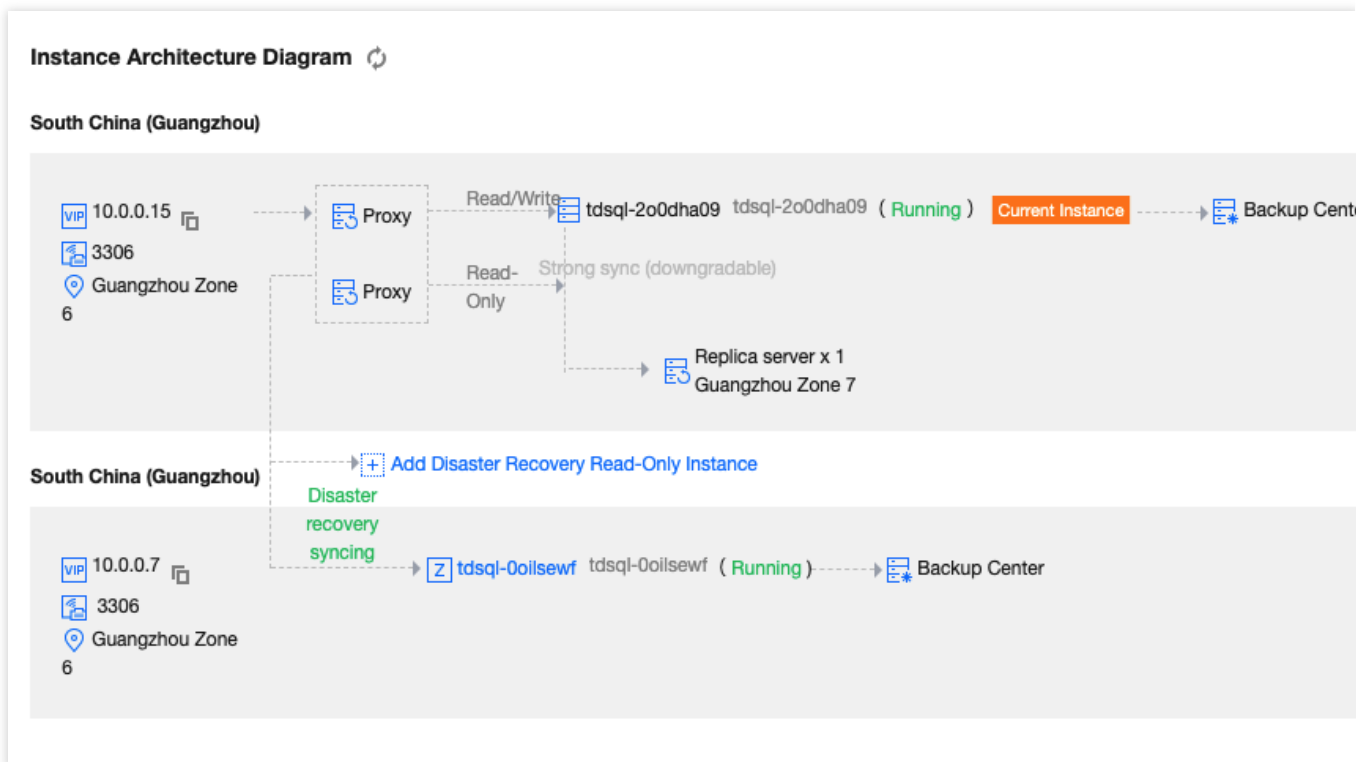 Instance Architecture Diagram
South China (Guangzhou)
VIP 10.0.0.15
3306
Guangzhou Zone
6
Proxy
Proxy
Read/Write
Read-
Only
tdsql-2o0dha09 tdsql-2o0dha09 ( Running ) Current Instance
Backup Cente
Strong sync (downgradable)
Replica server x 1
Guangzhou Zone 7
Add Disaster Recovery Read-Only Instance
South China (Guangzhou)
Disaster
recovery
syncing
VIP 10.0.0.7
3306
Guangzhou Zone
6
Z tdsql-0oilsewf tdsql-0oilsewf ( Running )
Backup Center